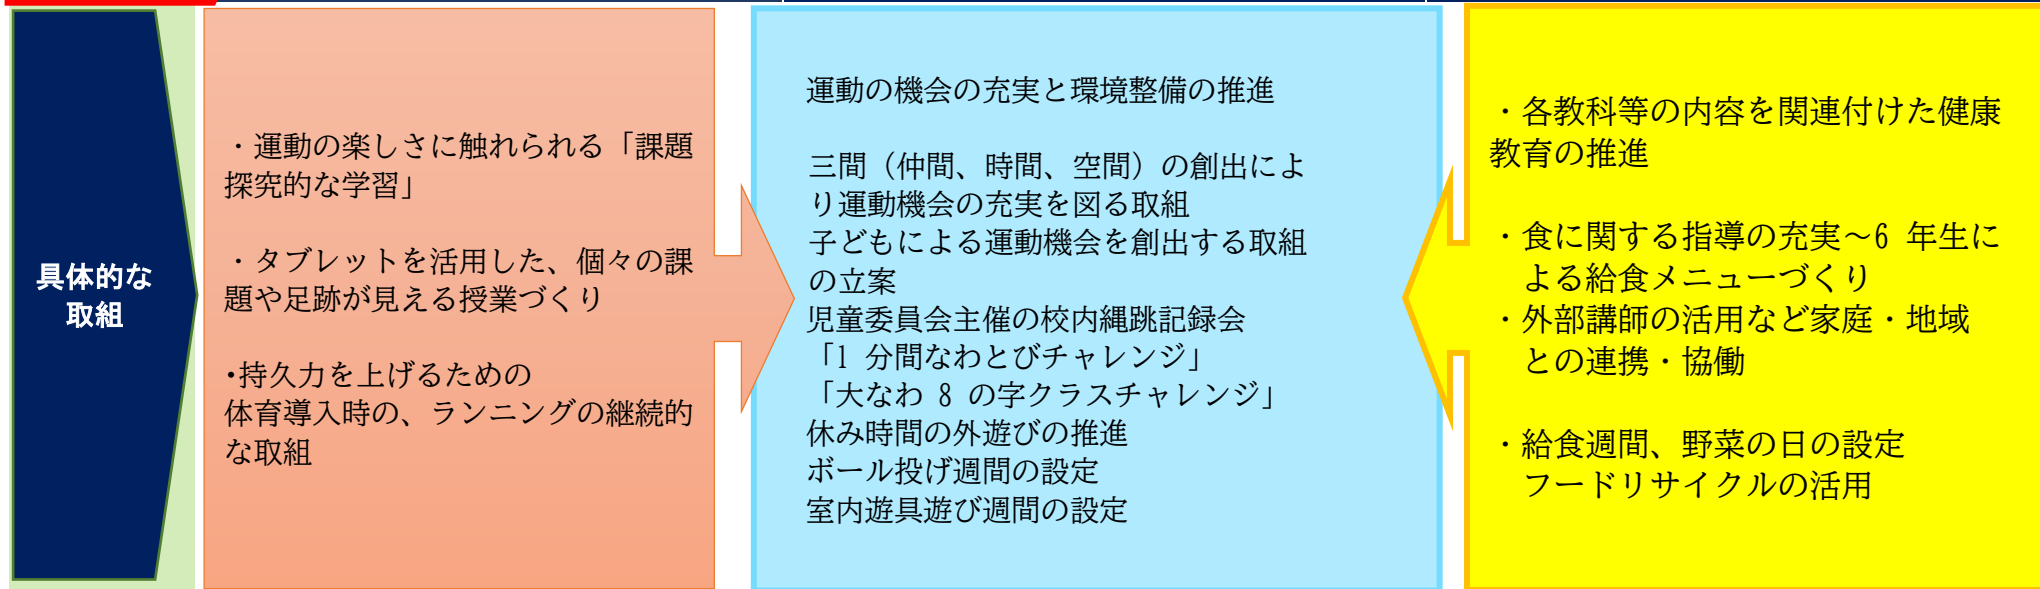 具体的な
取組
・運動の楽しさに触れられる「課題
探究的な学習」
・タブレットを活用した、個々の課
題や足跡が見える授業づくり
・持久力を上げるための
体育導入時の、ランニングの継続的
な取組
運動の機会の充実と環境整備の推進
三間（仲間、時間、空間）の創出によ
り運動機会の充実を図る取組
子どもによる運動機会を創出する取組
の立案
児童委員会主催の校内縄跳記録会
「1 分間なわとびチャレンジ」
「大なわ 8 の字クラスチャレンジ」
休み時間の外遊びの推進
ボール投げ週間の設定
室内遊具遊び週間の設定
・各教科等の内容を関連付けた健康
教育の推進
・食に関する指導の充実～6 年生に
よる給食メニューづくり
・外部講師の活用など家庭・地域
との連携・協働
・給食週間、野菜の日の設定
フードリサイクルの活用